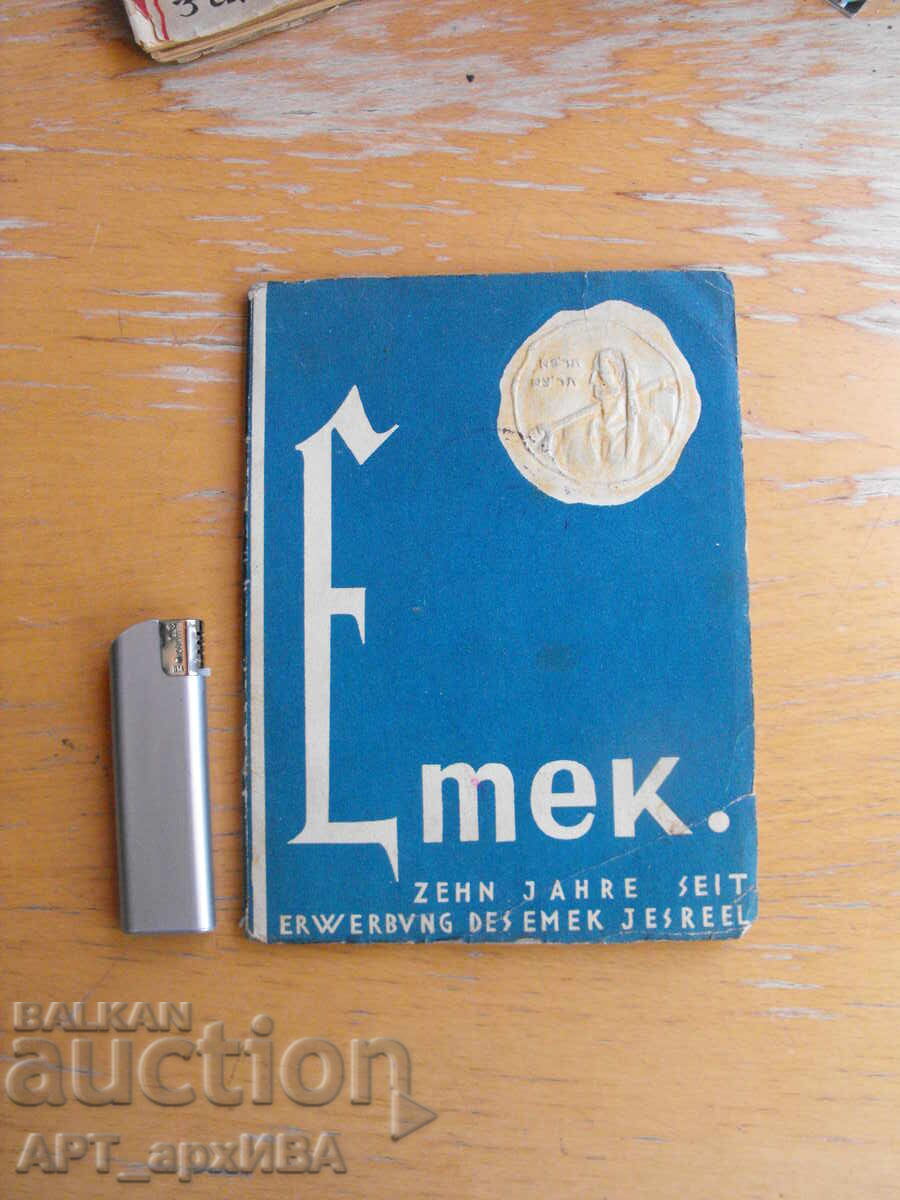 З
Emek.
ZEHN JAHRE SEIT
ERWERBVNG DES EMEK JESREEL
BALKAN
auction
АРТ_архИВА